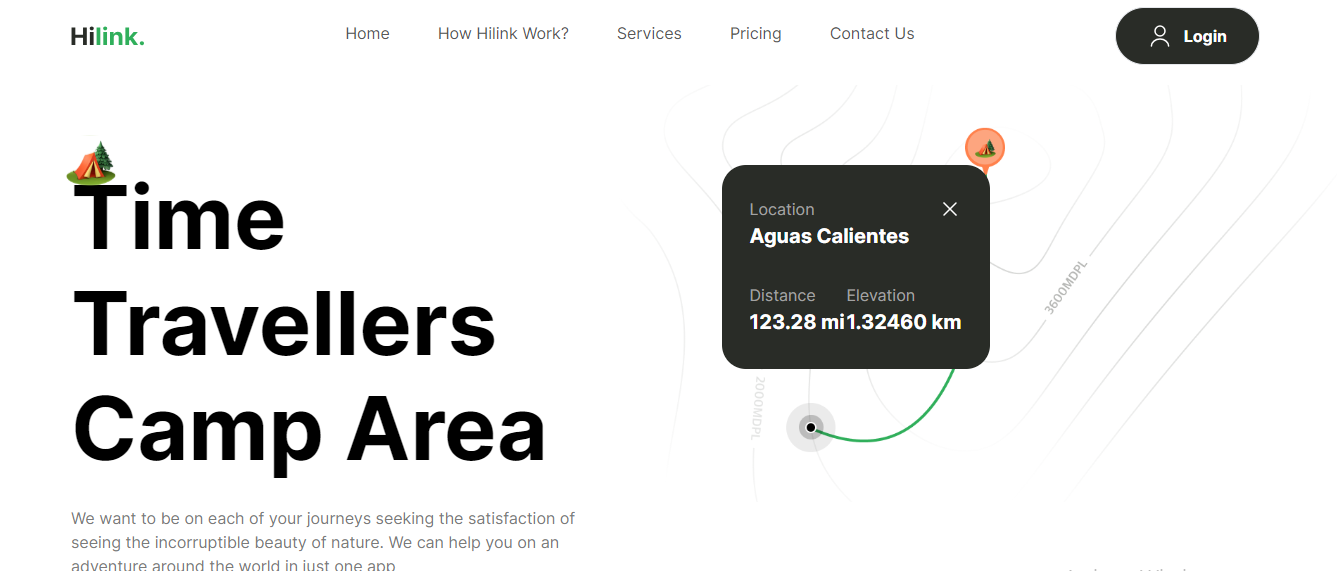 Hilink.
Home
How Hilink Work?
Services
Pricing
Contact Us
Login
Time
Travellers
Camp Area
We want to be on each of your journeys seeking the satisfaction of
seeing the incorruptible beauty of nature. We can help you on an
adventure around the world in just one app
Location
Aguas Calientes
Distance
Elevation
123.28 mi
1.32460 km
3600MDPL
2000MDPL